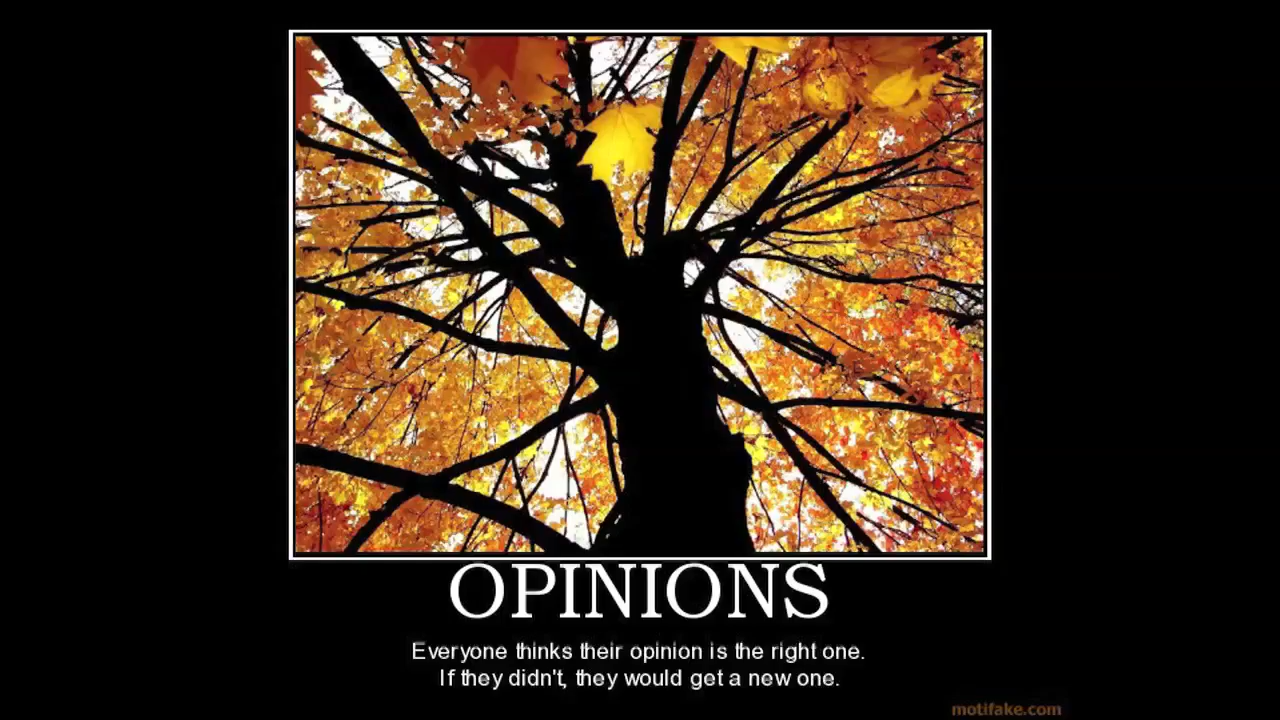 OPINIONS
Everyone thinks their opinion is the right one.
If they didn't, they would get a new one.
motifake.com